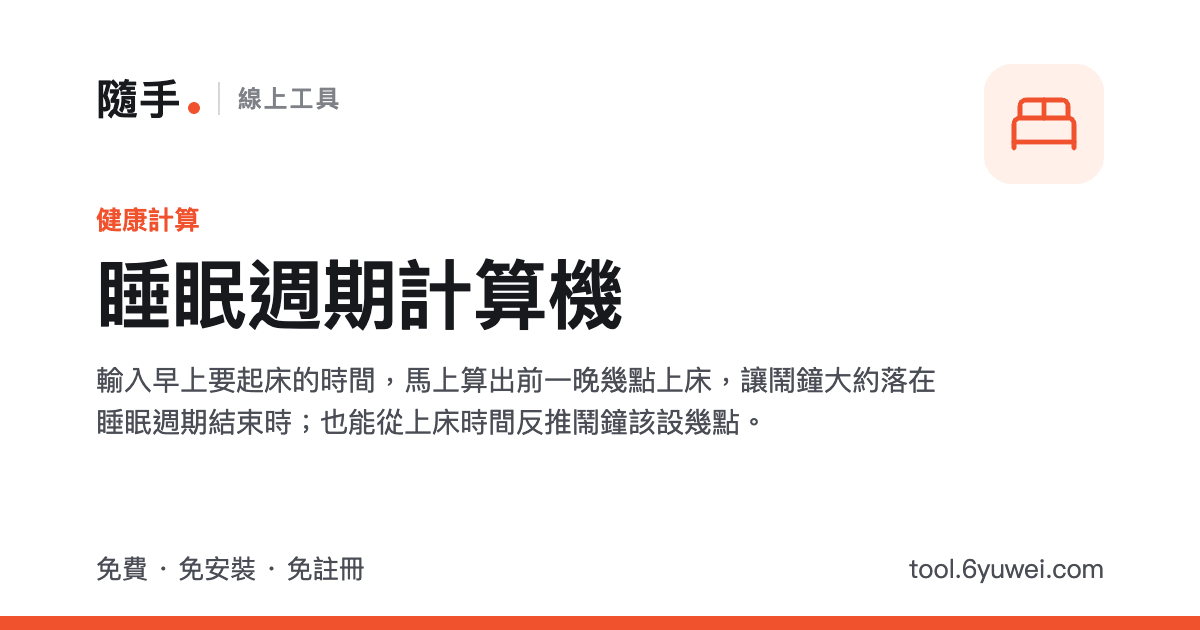 隨手.
線上工具
健康計算
睡眠週期計算機
輸入早上要起床的時間，馬上算出前一晚幾點上床，讓鬧鐘大約落在
睡眠週期結束時；也能從上床時間反推鬧鐘該設幾點。
免費 · 免安裝 · 免註冊
tool.6yuwei.com